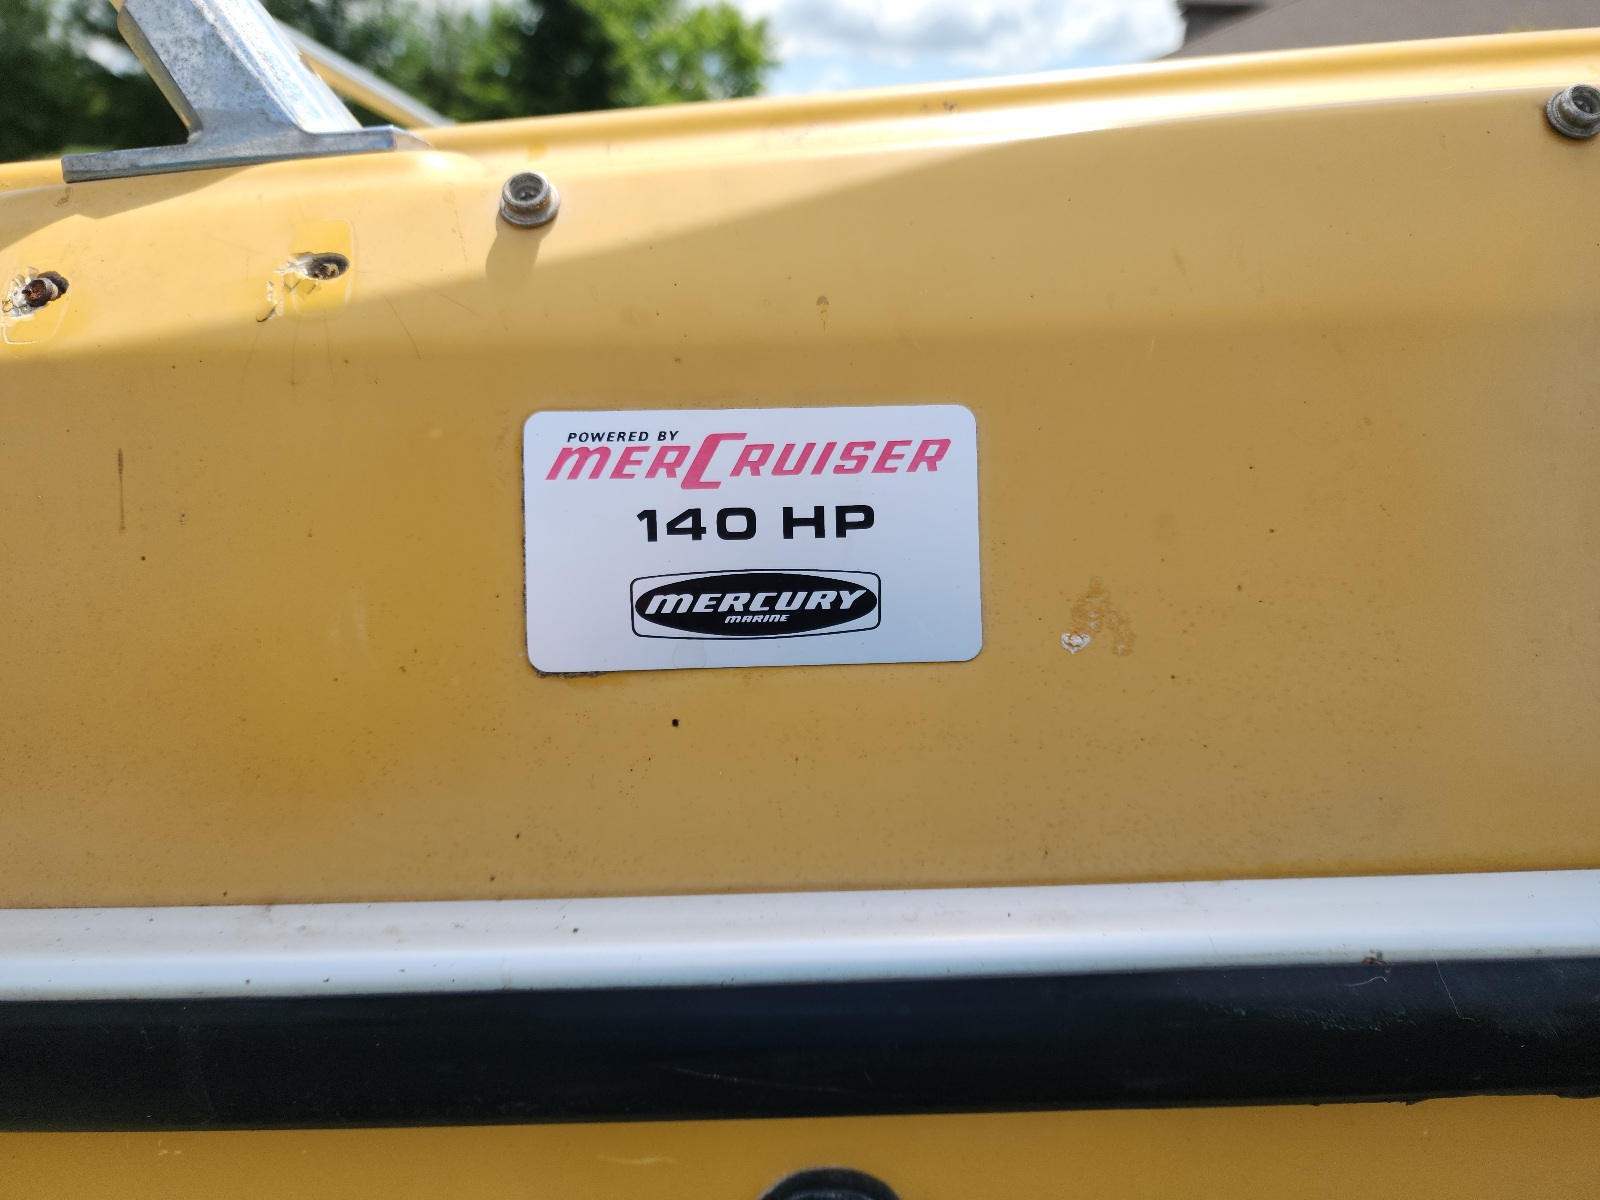 POWERED BY
MERCRUISER
140 HP
MERCURY
MARINE